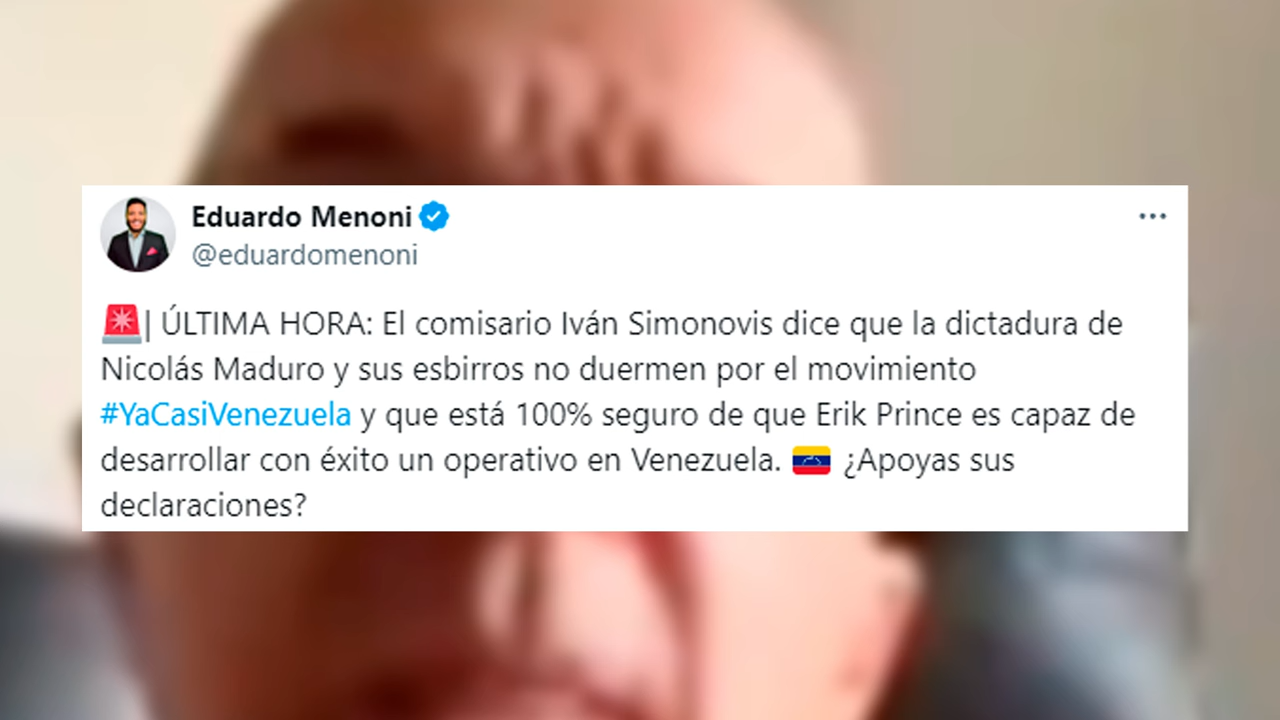 Eduardo Menoni
@eduardomenoni
🚨| ÚLTIMA HORA: El comisario Iván Simonovis dice que la dictadura de
Nicolás Maduro y sus esbirros no duermen por el movimiento
#YaCasiVenezuela y que está 100% seguro de que Erik Prince es capaz de
desarrollar con éxito un operativo en Venezuela. 🇻🇪 ¿Apoyas sus
declaraciones?